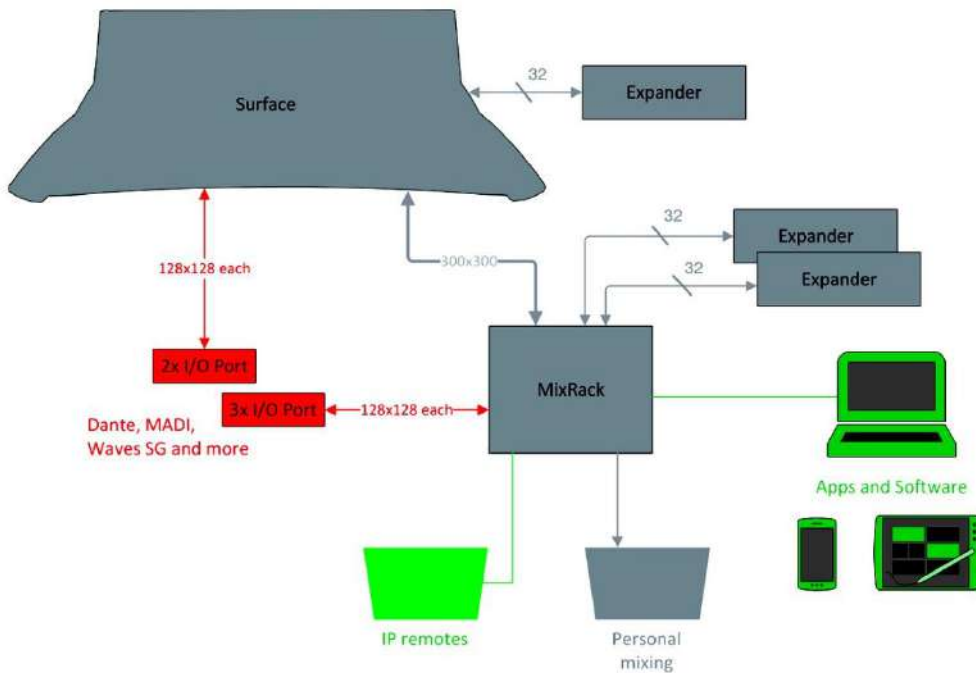 32
Surface
Expander
32
Expander
300x300
128x128 each
32
Expander
2x I/O Port
MixRack
3x I/O Port
128x128 each
Dante, MADI,
Waves SG and more
Apps and Software
IP remotes
Personal
mixing